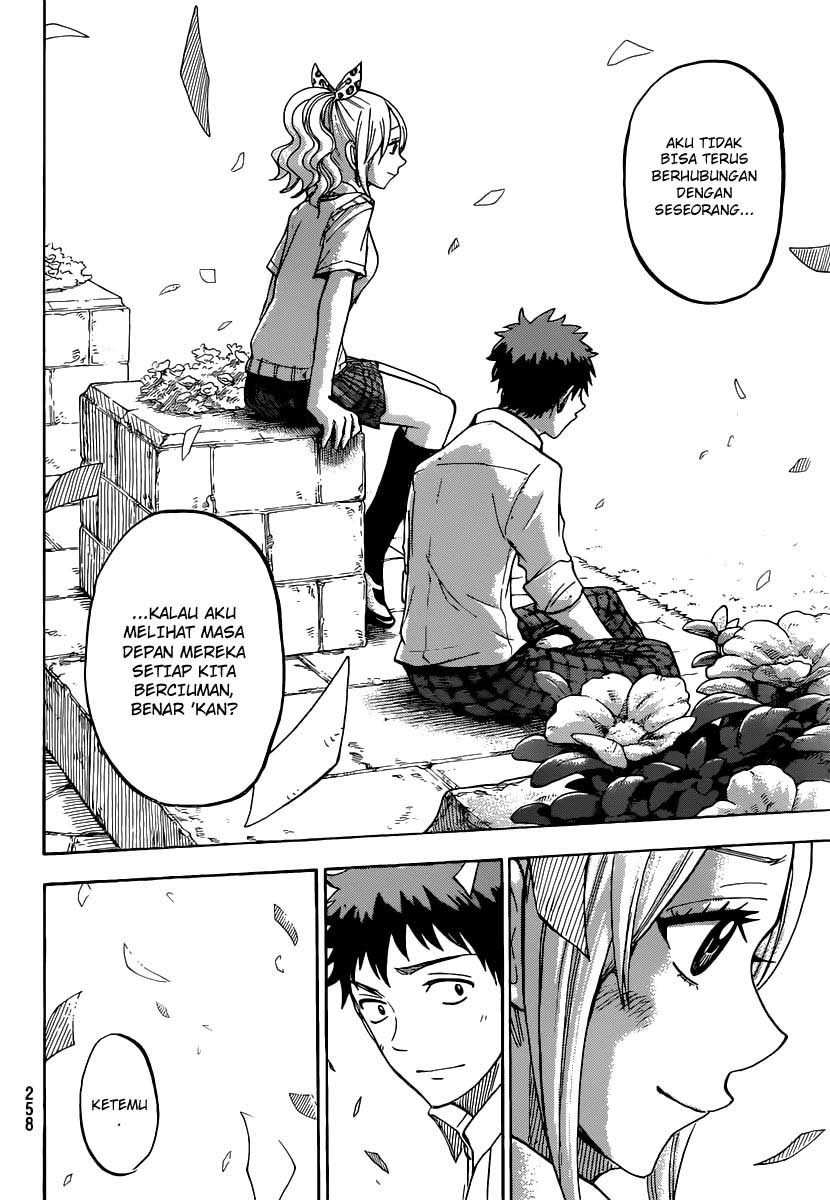 AKU TIDAK
BISA TERUS
BERHUBUNGAN
DENGAN
SESEORANG...
...KALAU AKU
MELIHAT MASA
DEPAN MEREKA
SETIAP KITA
BERCIUMAN,
BENAR 'KAN?
KETEMU
.
258